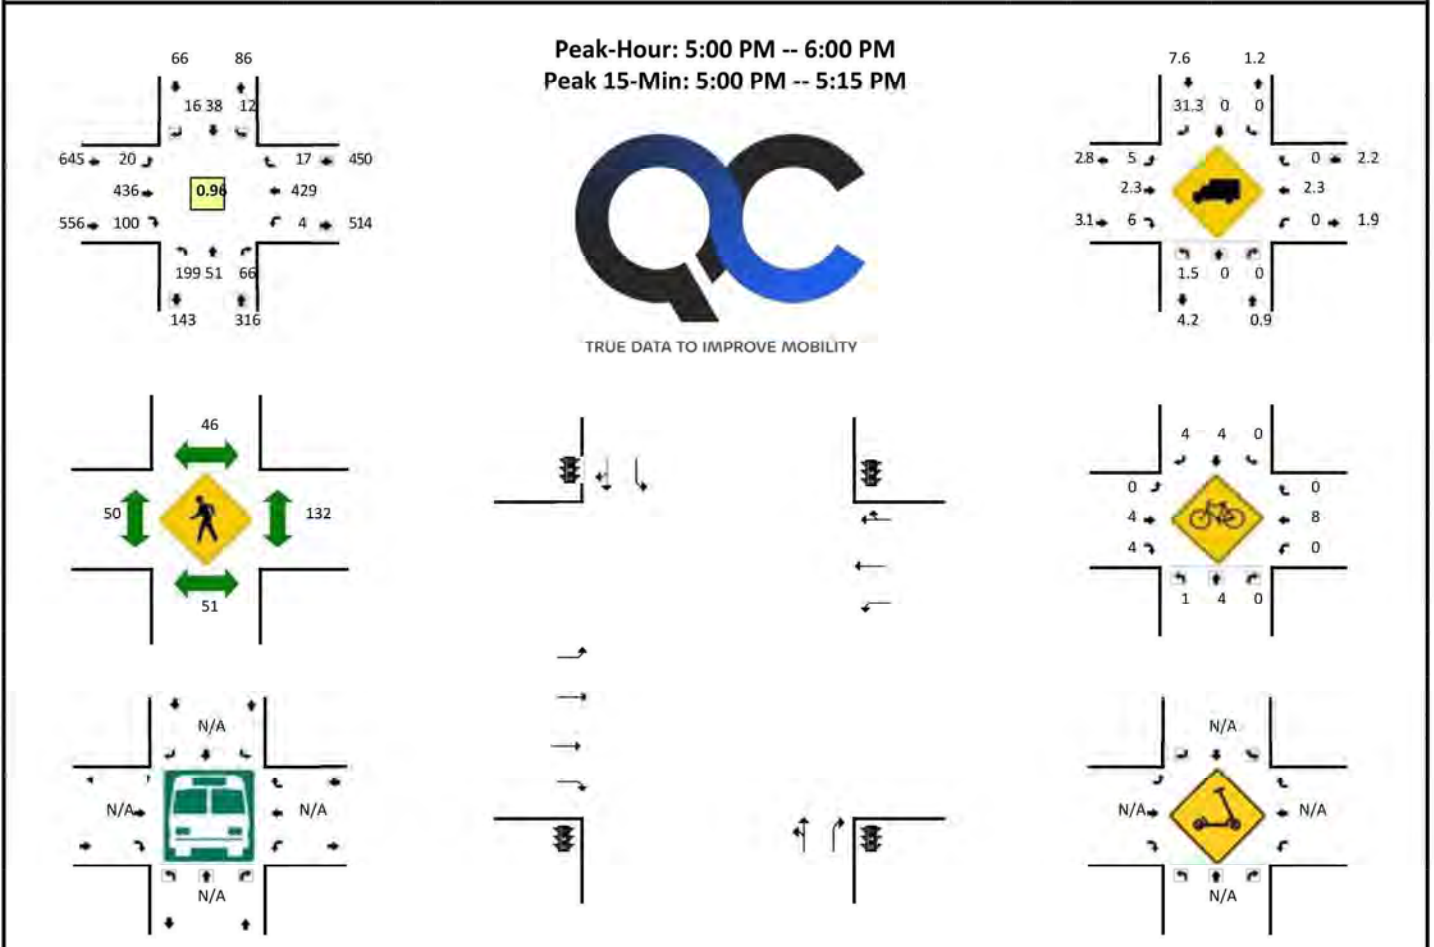 Peak-Hour: 5:00 PM -- 6:00 PM
Peak 15-Min: 5:00 PM -- 5:15 PM
66 86
16 38 12
645 20 17 450
436 0.96 429
556 100 4 514
199 51 66
143 316
QC
TRUE DATA TO IMPROVE MOBILITY
7.6 1.2
31.3 0 0
2.8 5 0 2.2
2.3 2.3
3.1 6 0 1.9
1.5 0 0
4.2 0.9
46
50 132
51
4 4 0
0 0
4 8
4 0
1 4 0
N/A
N/A N/A
N/A
N/A
N/A N/A
N/A